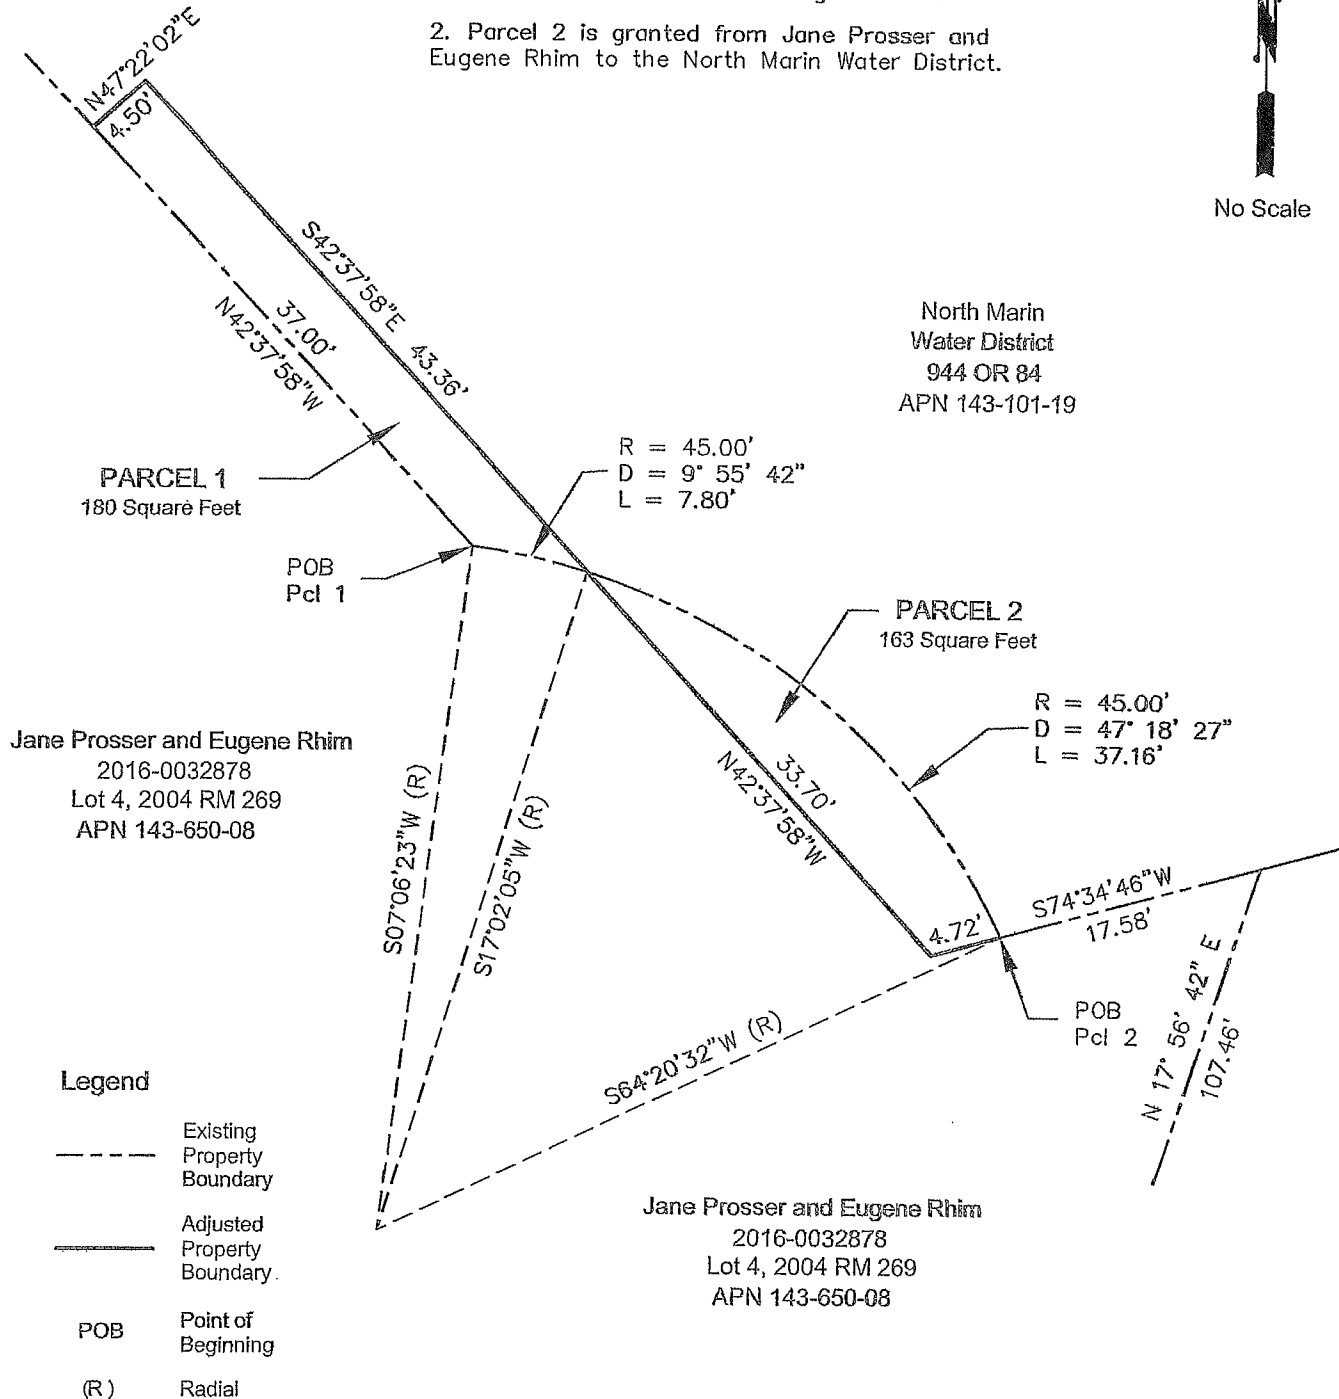 2. Parcel 2 is granted from Jane Prosser and
Eugene Rhim to the North Marin Water District.
No Scale
N47°22'02"E
4.50'
S42°37'58"E 43.36'
37.00'
N42°37'58"W
North Marin
Water District
944 OR 84
APN 143-101-19
PARCEL 1
180 Square Feet
R = 45.00'
D = 9° 55' 42"
L = 7.80'
POB
Pcl 1
PARCEL 2
163 Square Feet
R = 45.00'
D = 47° 18' 27"
L = 37.16'
Jane Prosser and Eugene Rhim
2016-0032878
Lot 4, 2004 RM 269
APN 143-650-08
S07°06'23"W (R)
S17°02'05"W (R)
33.70'
N42°37'58"W
4.72'
S74°34'46"W
17.58'
S64°20'32"W (R)
POB
Pcl 2
N 17° 56' 42" E
107.46'
Legend
Existing
Property
Boundary
Adjusted
Property
Boundary
POB
Point of
Beginning
(R)
Radial
Jane Prosser and Eugene Rhim
2016-0032878
Lot 4, 2004 RM 269
APN 143-650-08